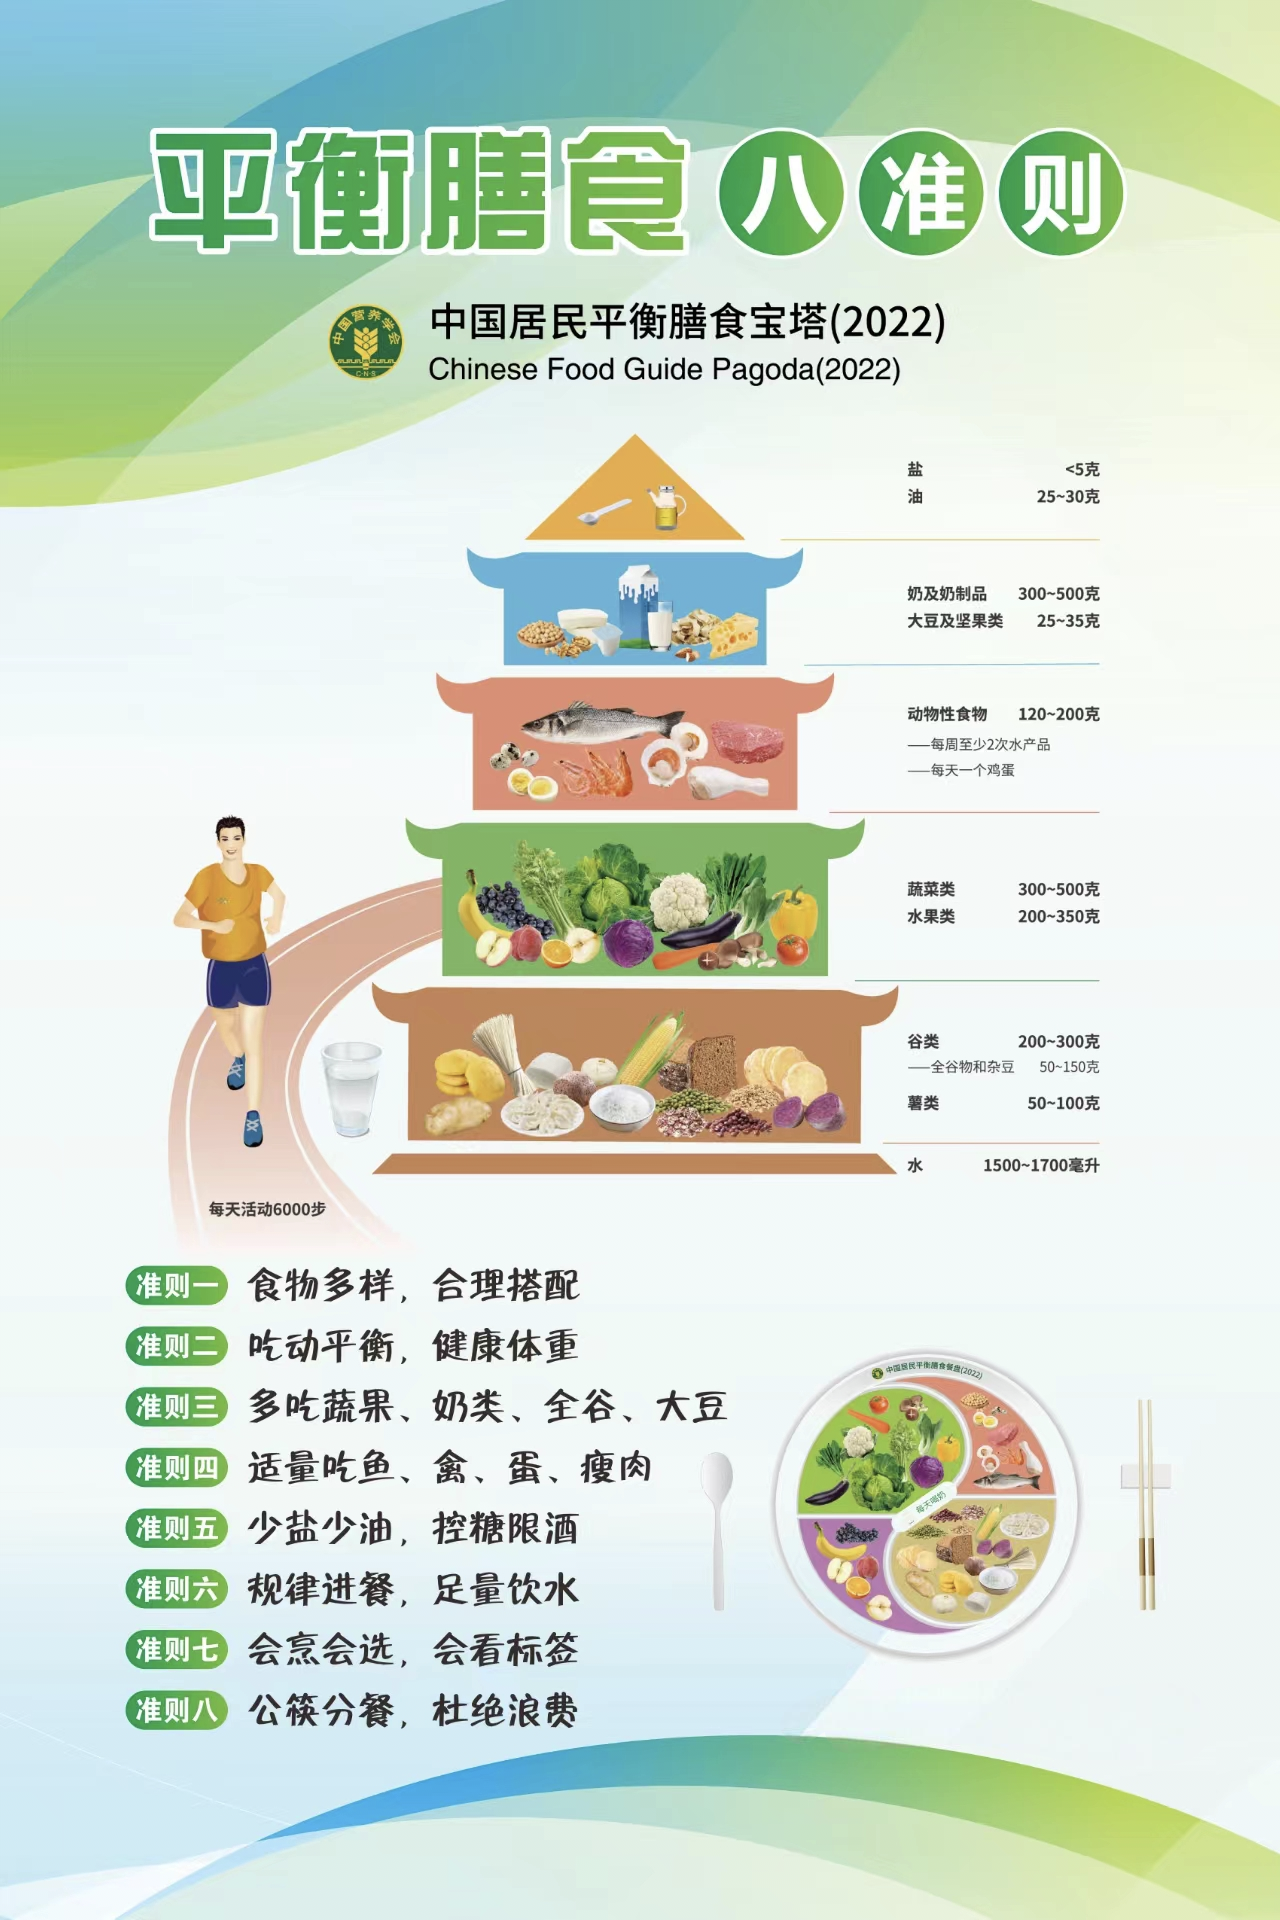 平衡膳食八准则
中国营养学会
C·N·S
中国居民平衡膳食宝塔(2022)
Chinese Food Guide Pagoda(2022)
盐 <5克
油 25~30克
奶及奶制品 300~500克
大豆及坚果类 25~35克
动物性食物 120~200克
——每周至少2次水产品
——每天一个鸡蛋
蔬菜类 300~500克
水果类 200~350克
谷类 200~300克
——全谷物和杂豆 50~150克
薯类 50~100克
水 1500~1700毫升
每天活动6000步
准则一 食物多样，合理搭配
准则二 吃动平衡，健康体重
准则三 多吃蔬果、奶类、全谷、大豆
准则四 适量吃鱼、禽、蛋、瘦肉
准则五 少盐少油，控糖限酒
准则六 规律进餐，足量饮水
准则七 会烹会选，会看标签
准则八 公筷分餐，杜绝浪费
中国居民平衡膳食餐盘(2022)
每天喝奶